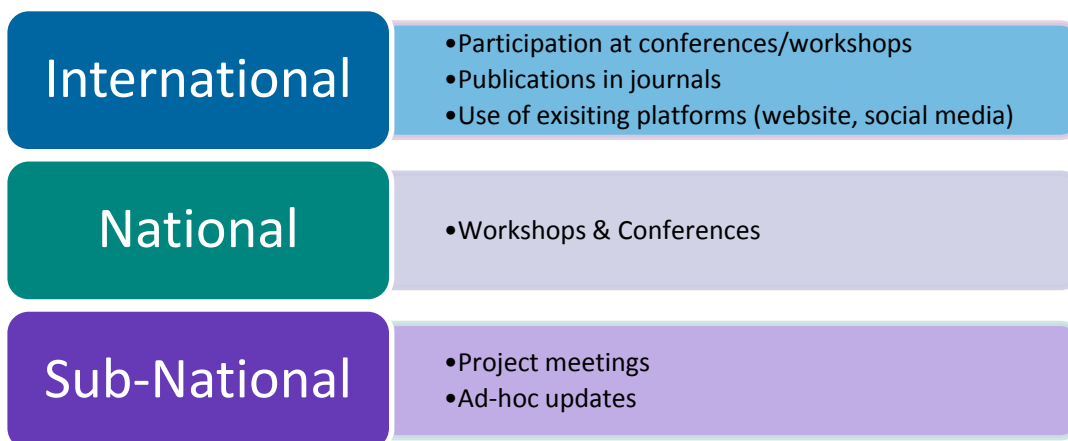 International
•Participation at conferences/workshops
•Publications in journals
•Use of exisiting platforms (website, social media)
National
•Workshops & Conferences
Sub-National
•Project meetings
•Ad-hoc updates